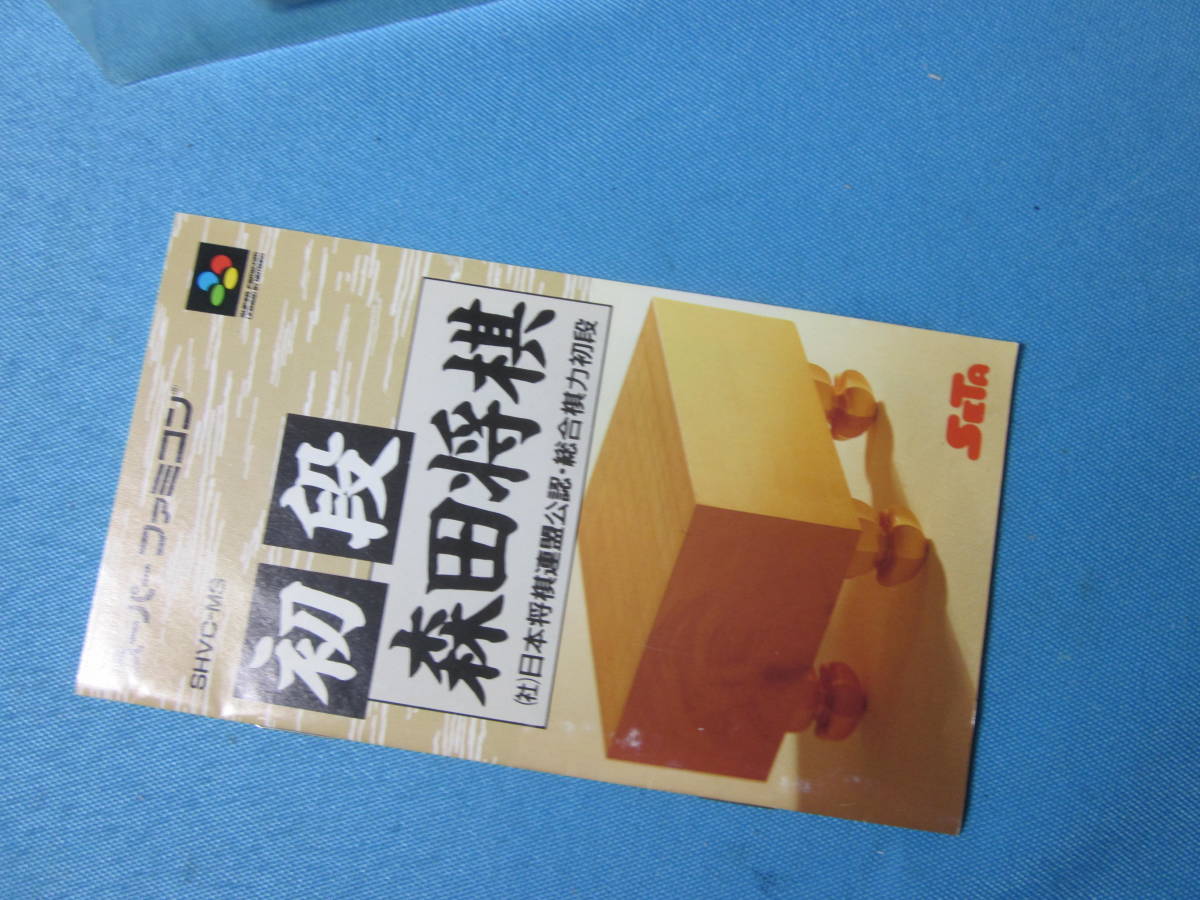 スーパーファミコン®
SHVC-MS
初段
森田将棋
(社)日本将棋連盟公認・総合棋力初段
SETA